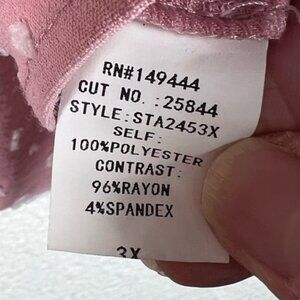 RN#149444
CUT NO. :25844
STYLE:STA2453X
SELF:
100%POLYESTER
CONTRAST:
96%RAYON
4%SPANDEX
3X